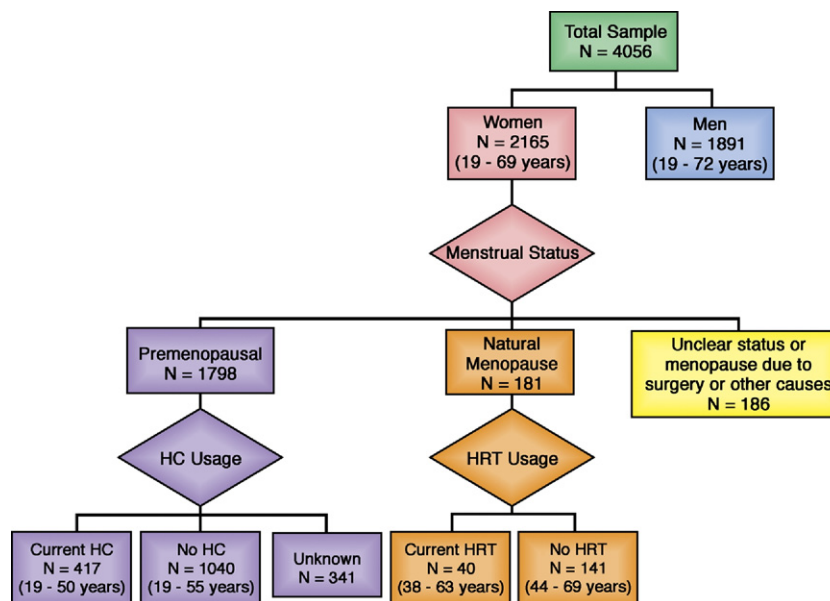 Total Sample
N = 4056
Women
N = 2165
(19 - 69 years)
Men
N = 1891
(19 - 72 years)
Menstrual Status
Premenopausal
N = 1798
Natural
Menopause
N = 181
Unclear status or
menopause due to
surgery or other causes
N = 186
HC Usage
HRT Usage
Current HC
N = 417
(19 - 50 years)
No HC
N = 1040
(19 - 55 years)
Unknown
N = 341
Current HRT
N = 40
(38 - 63 years)
No HRT
N = 141
(44 - 69 years)